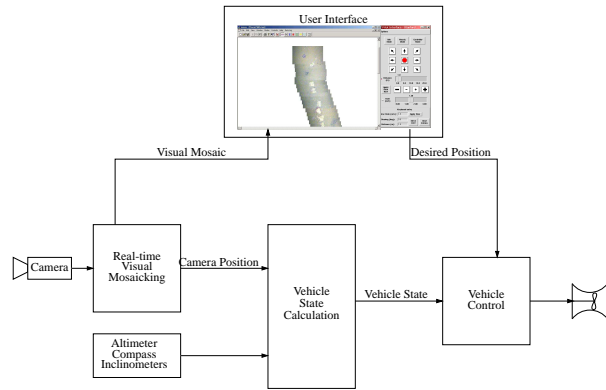 User Interface
Visual Mosaic
Desired Position
Camera
Real-time
Visual
Mosaicking
Camera Position
Vehicle
State
Calculation
Vehicle State
Vehicle
Control
Altimeter
Compass
Inclinometers